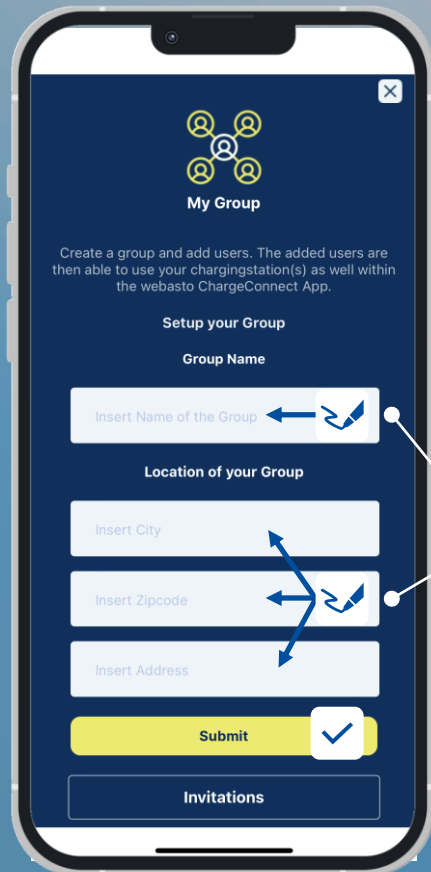 My Group
Create a group and add users. The added users are
then able to use your chargingstation(s) as well within
the webasto ChargeConnect App.
Setup your Group
Group Name
Insert Name of the Group
Location of your Group
Insert City
Insert Zipcode
Insert Address
Submit
Invitations